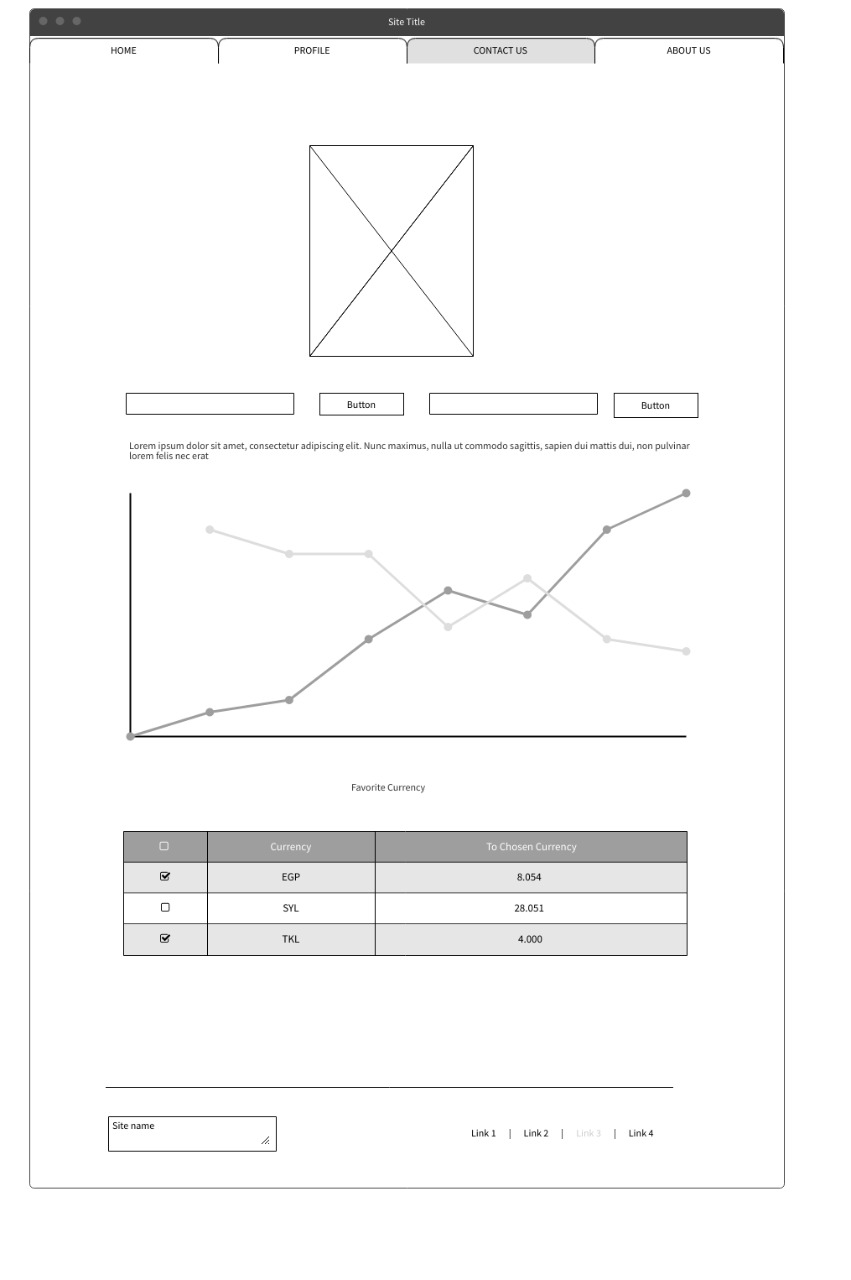 Site Title
HOME PROFILE CONTACT US ABOUT US
Button Button
Lorem ipsum dolor sit amet, consectetur adipiscing elit. Nunc maximus, nulla ut commodo sagittis, sapien dui mattis dui, non pulvinar
lorem felis nec erat
Favorite Currency
Currency To Chosen Currency
EGP 8.054
SYL 28.051
TKL 4.000
Site name
Link 1 | Link 2 | Link 3 | Link 4